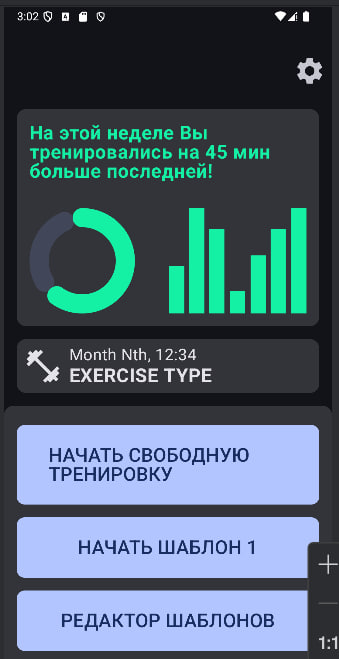 3:02
На этой неделе Вы
тренировались на 45 мин
больше последней!
Month Nth, 12:34
EXERCISE TYPE
НАЧАТЬ СВОБОДНУЮ
ТРЕНИРОВКУ
НАЧАТЬ ШАБЛОН 1
РЕДАКТОР ШАБЛОНОВ
+
1:1